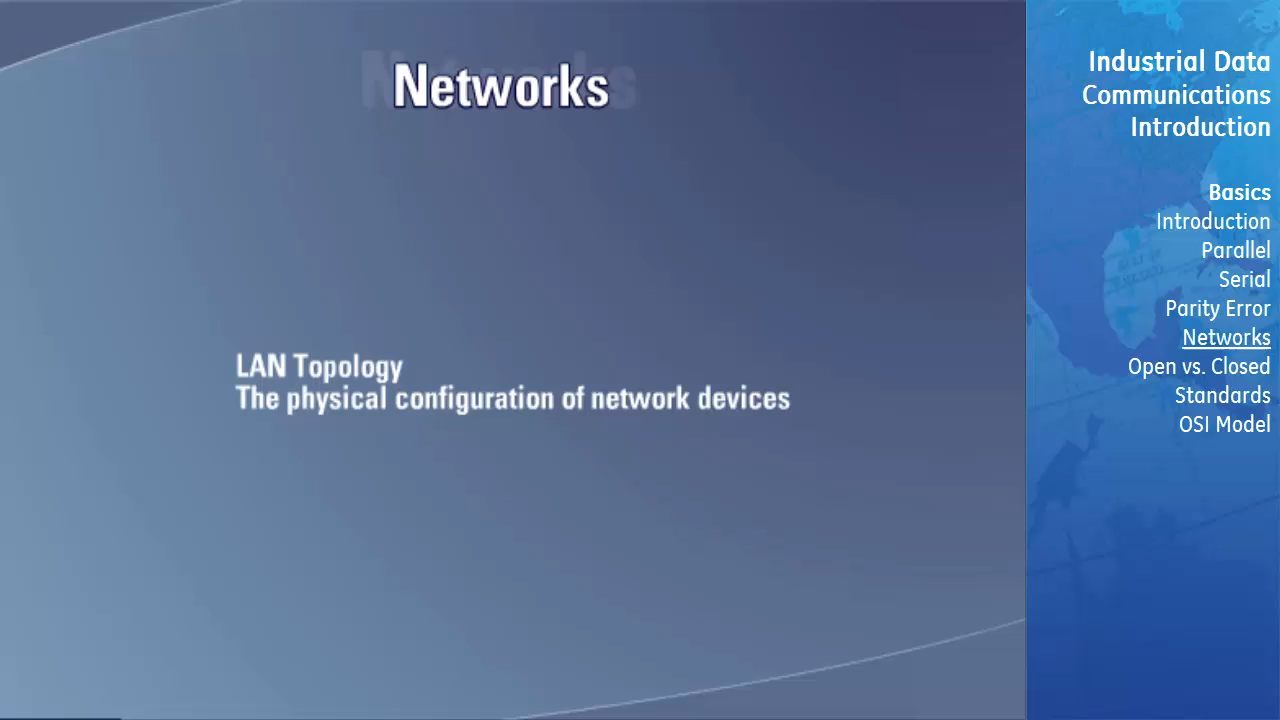 Networks
LAN Topology
The physical configuration of network devices
Industrial Data
Communications
Introduction
Basics
Introduction
Parallel
Serial
Parity Error
Networks
Open vs. Closed
Standards
OSI Model